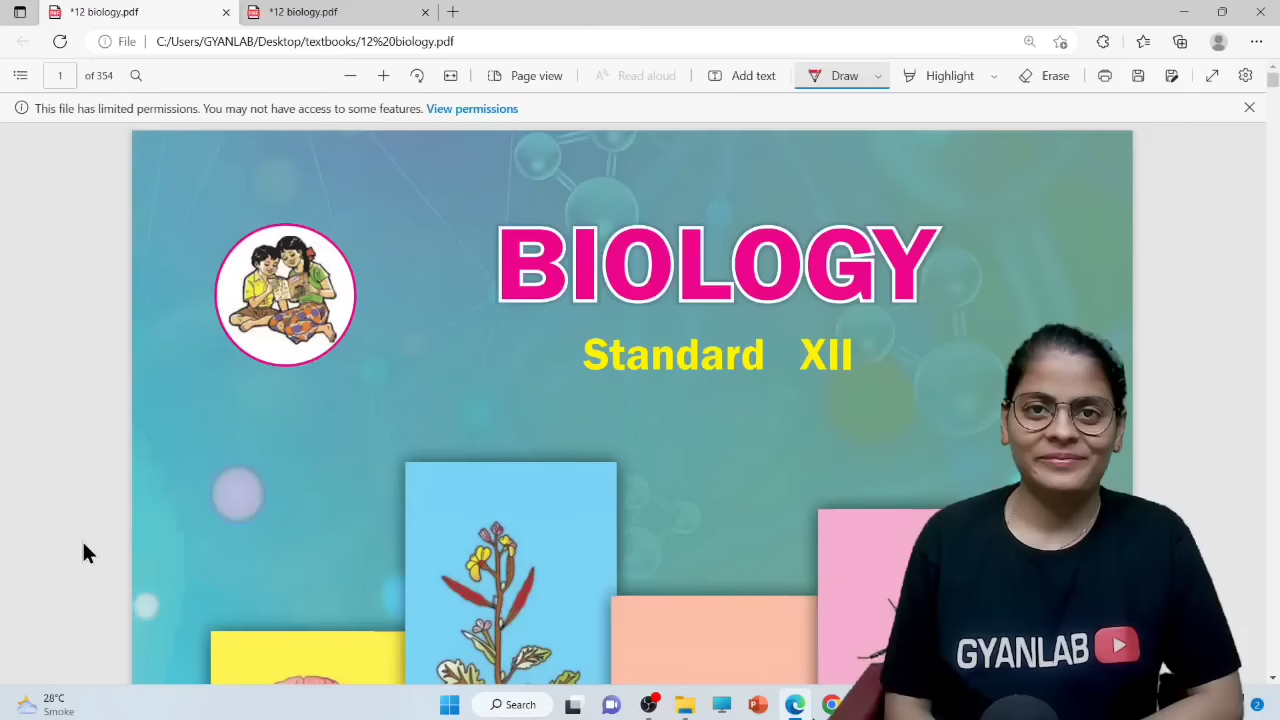 *12 biology.pdf
*12 biology.pdf
File
C:/Users/GYANLAB/Desktop/textbooks/12%20biology.pdf
1 of 354
Page view
Read aloud
Add text
Draw
Highlight
Erase
This file has limited permissions. You may not have access to some features. View permissions
BIOLOGY
Standard XII
GYANLAB
28°C
Smoke
Search
2